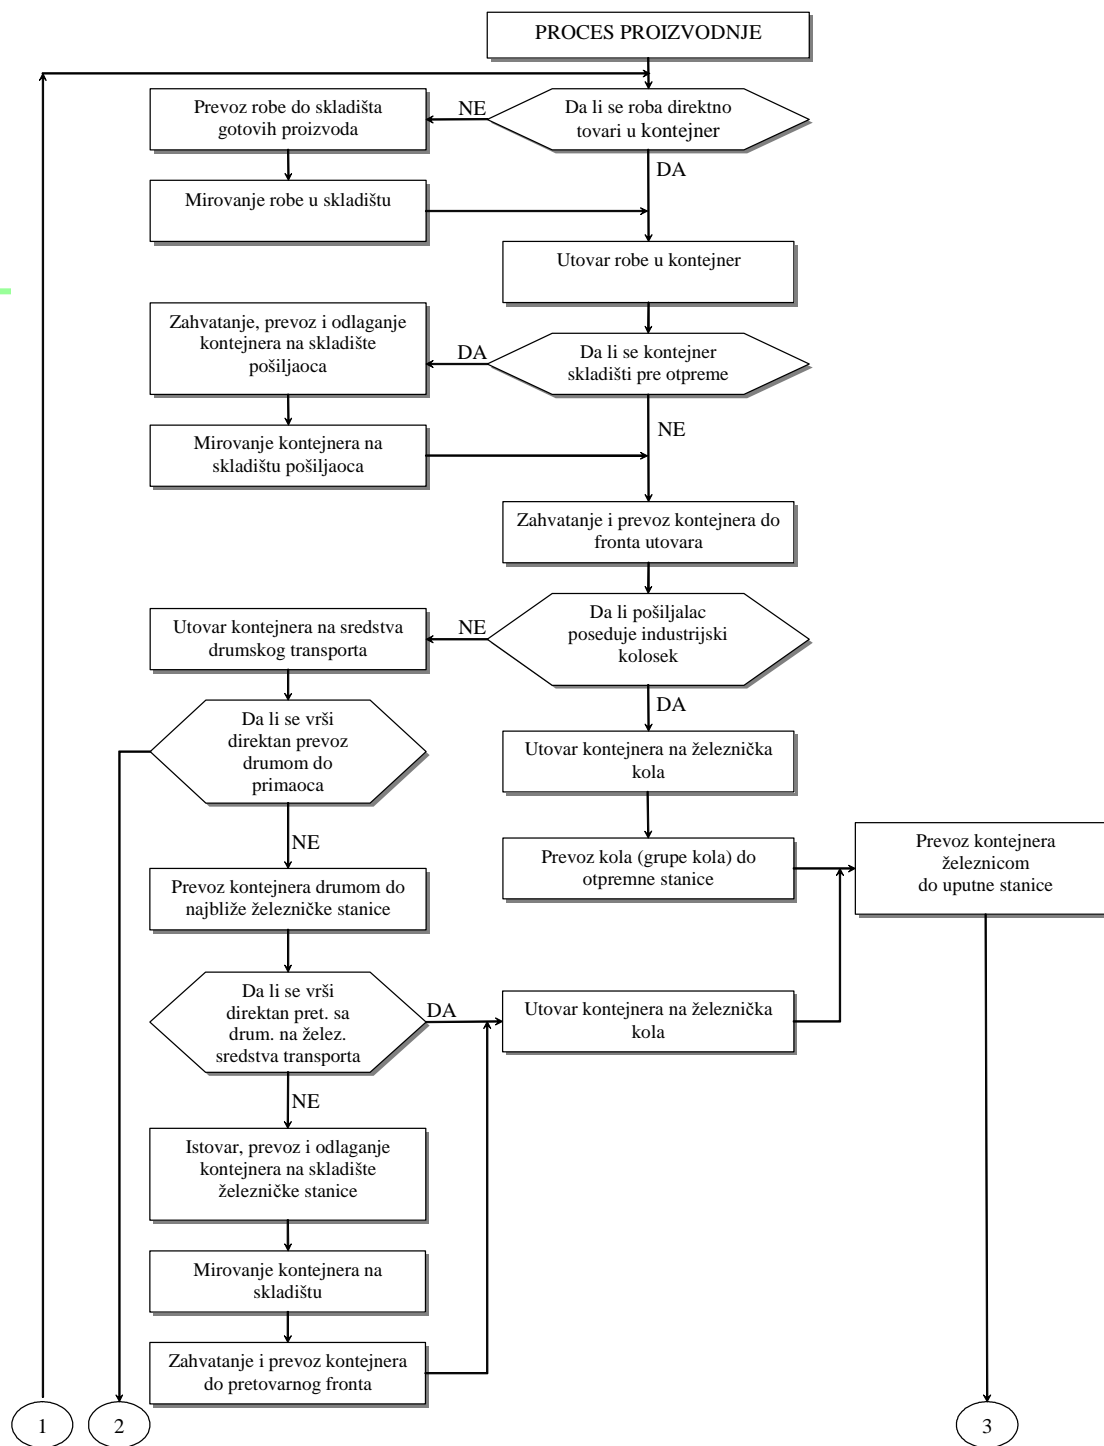 PROCES PROIZVODNJE
Prevoz robe do skladišta
gotovih proizvoda
NE
Da li se roba direktno
tovari u kontejner
DA
Mirovanje robe u skladištu
Utovar robe u kontejner
Zahvatanje, prevoz i odlaganje
kontejnera na skladište
pošiljaoca
DA
Da li se kontejner
skladišti pre otpreme
NE
Mirovanje kontejnera na
skladištu pošiljaoca
Zahvatanje i prevoz kontejnera do
fronta utovara
Utovar kontejnera na sredstva
drumskog transporta
NE
Da li pošiljalac
poseduje industrijski
kolosek
DA
Da li se vrši
direktan prevoz
drumom do
primaoca
Utovar kontejnera na železnička
kola
NE
Prevoz kola (grupe kola) do
otpremne stanice
Prevoz kontejnera
železnicom
do uputne stanice
Prevoz kontejnera drumom do
najbliže železničke stanice
Da li se vrši
direktan pret. sa
drum. na želez.
sredstva transporta
DA
Utovar kontejnera na železnička
kola
NE
Istovar, prevoz i odlaganje
kontejnera na skladište
železničke stanice
Mirovanje kontejnera na
skladištu
Zahvatanje i prevoz kontejnera
do pretovarnog fronta
1
2
3